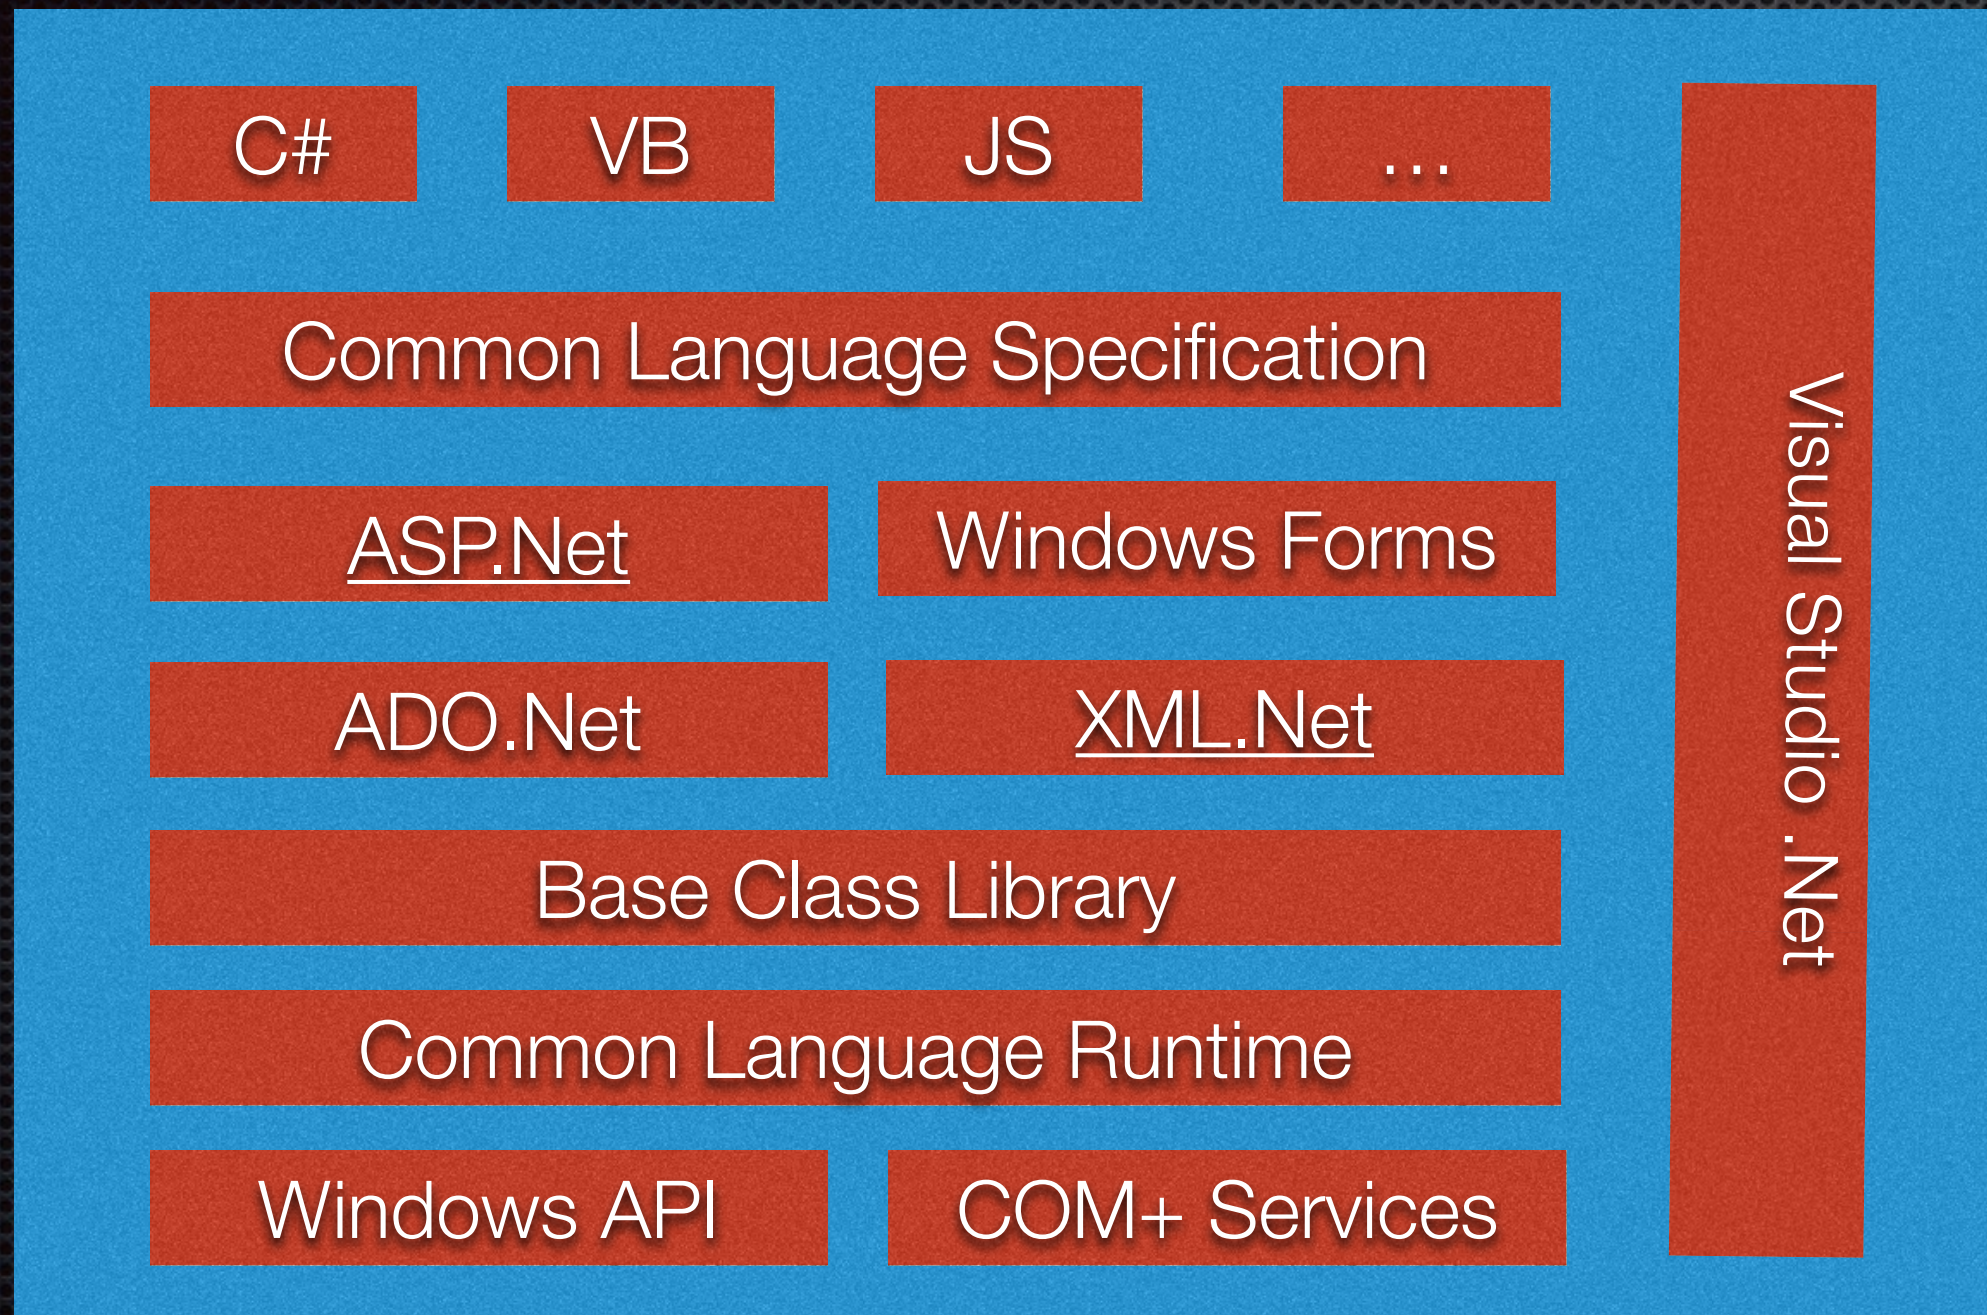 C#
VB
JS
...
Common Language Specification
ASP.Net
Windows Forms
ADO.Net
XML.Net
Base Class Library
Common Language Runtime
Windows API
COM+ Services
Visual Studio .Net